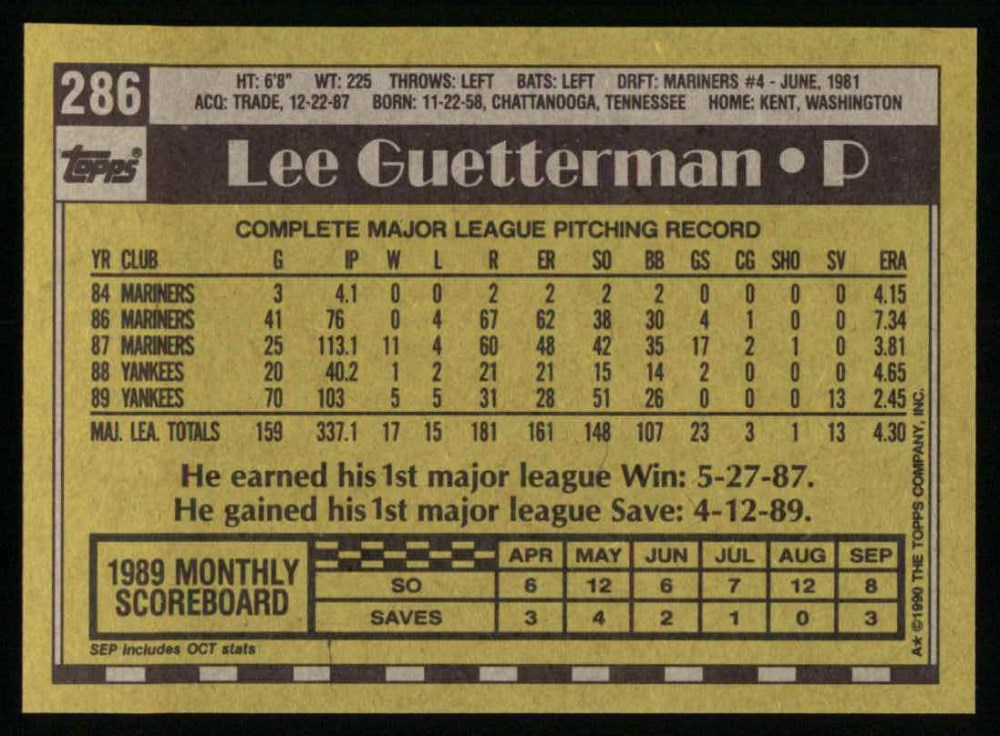 286
HT: 6'8" WT: 225 THROWS: LEFT BATS: LEFT DRFT: MARINERS #4 - JUNE, 1981
ACQ: TRADE, 12-22-87 BORN: 11-22-58, CHATTANOOGA, TENNESSEE HOME: KENT, WASHINGTON
Topps®
Lee Guetterman • P
COMPLETE MAJOR LEAGUE PITCHING RECORD
YR CLUB G IP W L R ER SO BB GS CG SHO SV ERA
84 MARINERS 3 4.1 0 0 2 2 2 2 0 0 0 0 4.15
86 MARINERS 41 76 0 4 67 62 38 30 4 1 0 0 7.34
87 MARINERS 25 113.1 11 4 60 48 42 35 17 2 1 0 3.81
88 YANKEES 20 40.2 1 2 21 21 15 14 2 0 0 0 4.65
89 YANKEES 70 103 5 5 31 28 51 26 0 0 0 13 2.45
MAJ. LEA. TOTALS 159 337.1 17 15 181 161 148 107 23 3 1 13 4.30
He earned his 1st major league Win: 5-27-87.
He gained his 1st major league Save: 4-12-89.
1989 MONTHLY
SCOREBOARD
APR MAY JUN JUL AUG SEP
SO 6 12 6 7 12 8
SAVES 3 4 2 1 0 3
SEP includes OCT stats
A★ ©1990 THE TOPPS COMPANY, INC.